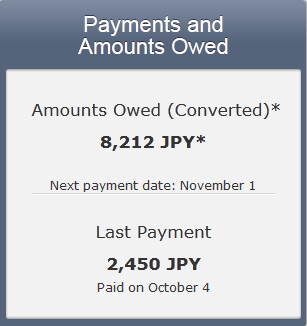 Payments and
Amounts Owed
Amounts Owed (Converted)*
8,212 JPY*
Next payment date: November 1
Last Payment
2,450 JPY
Paid on October 4